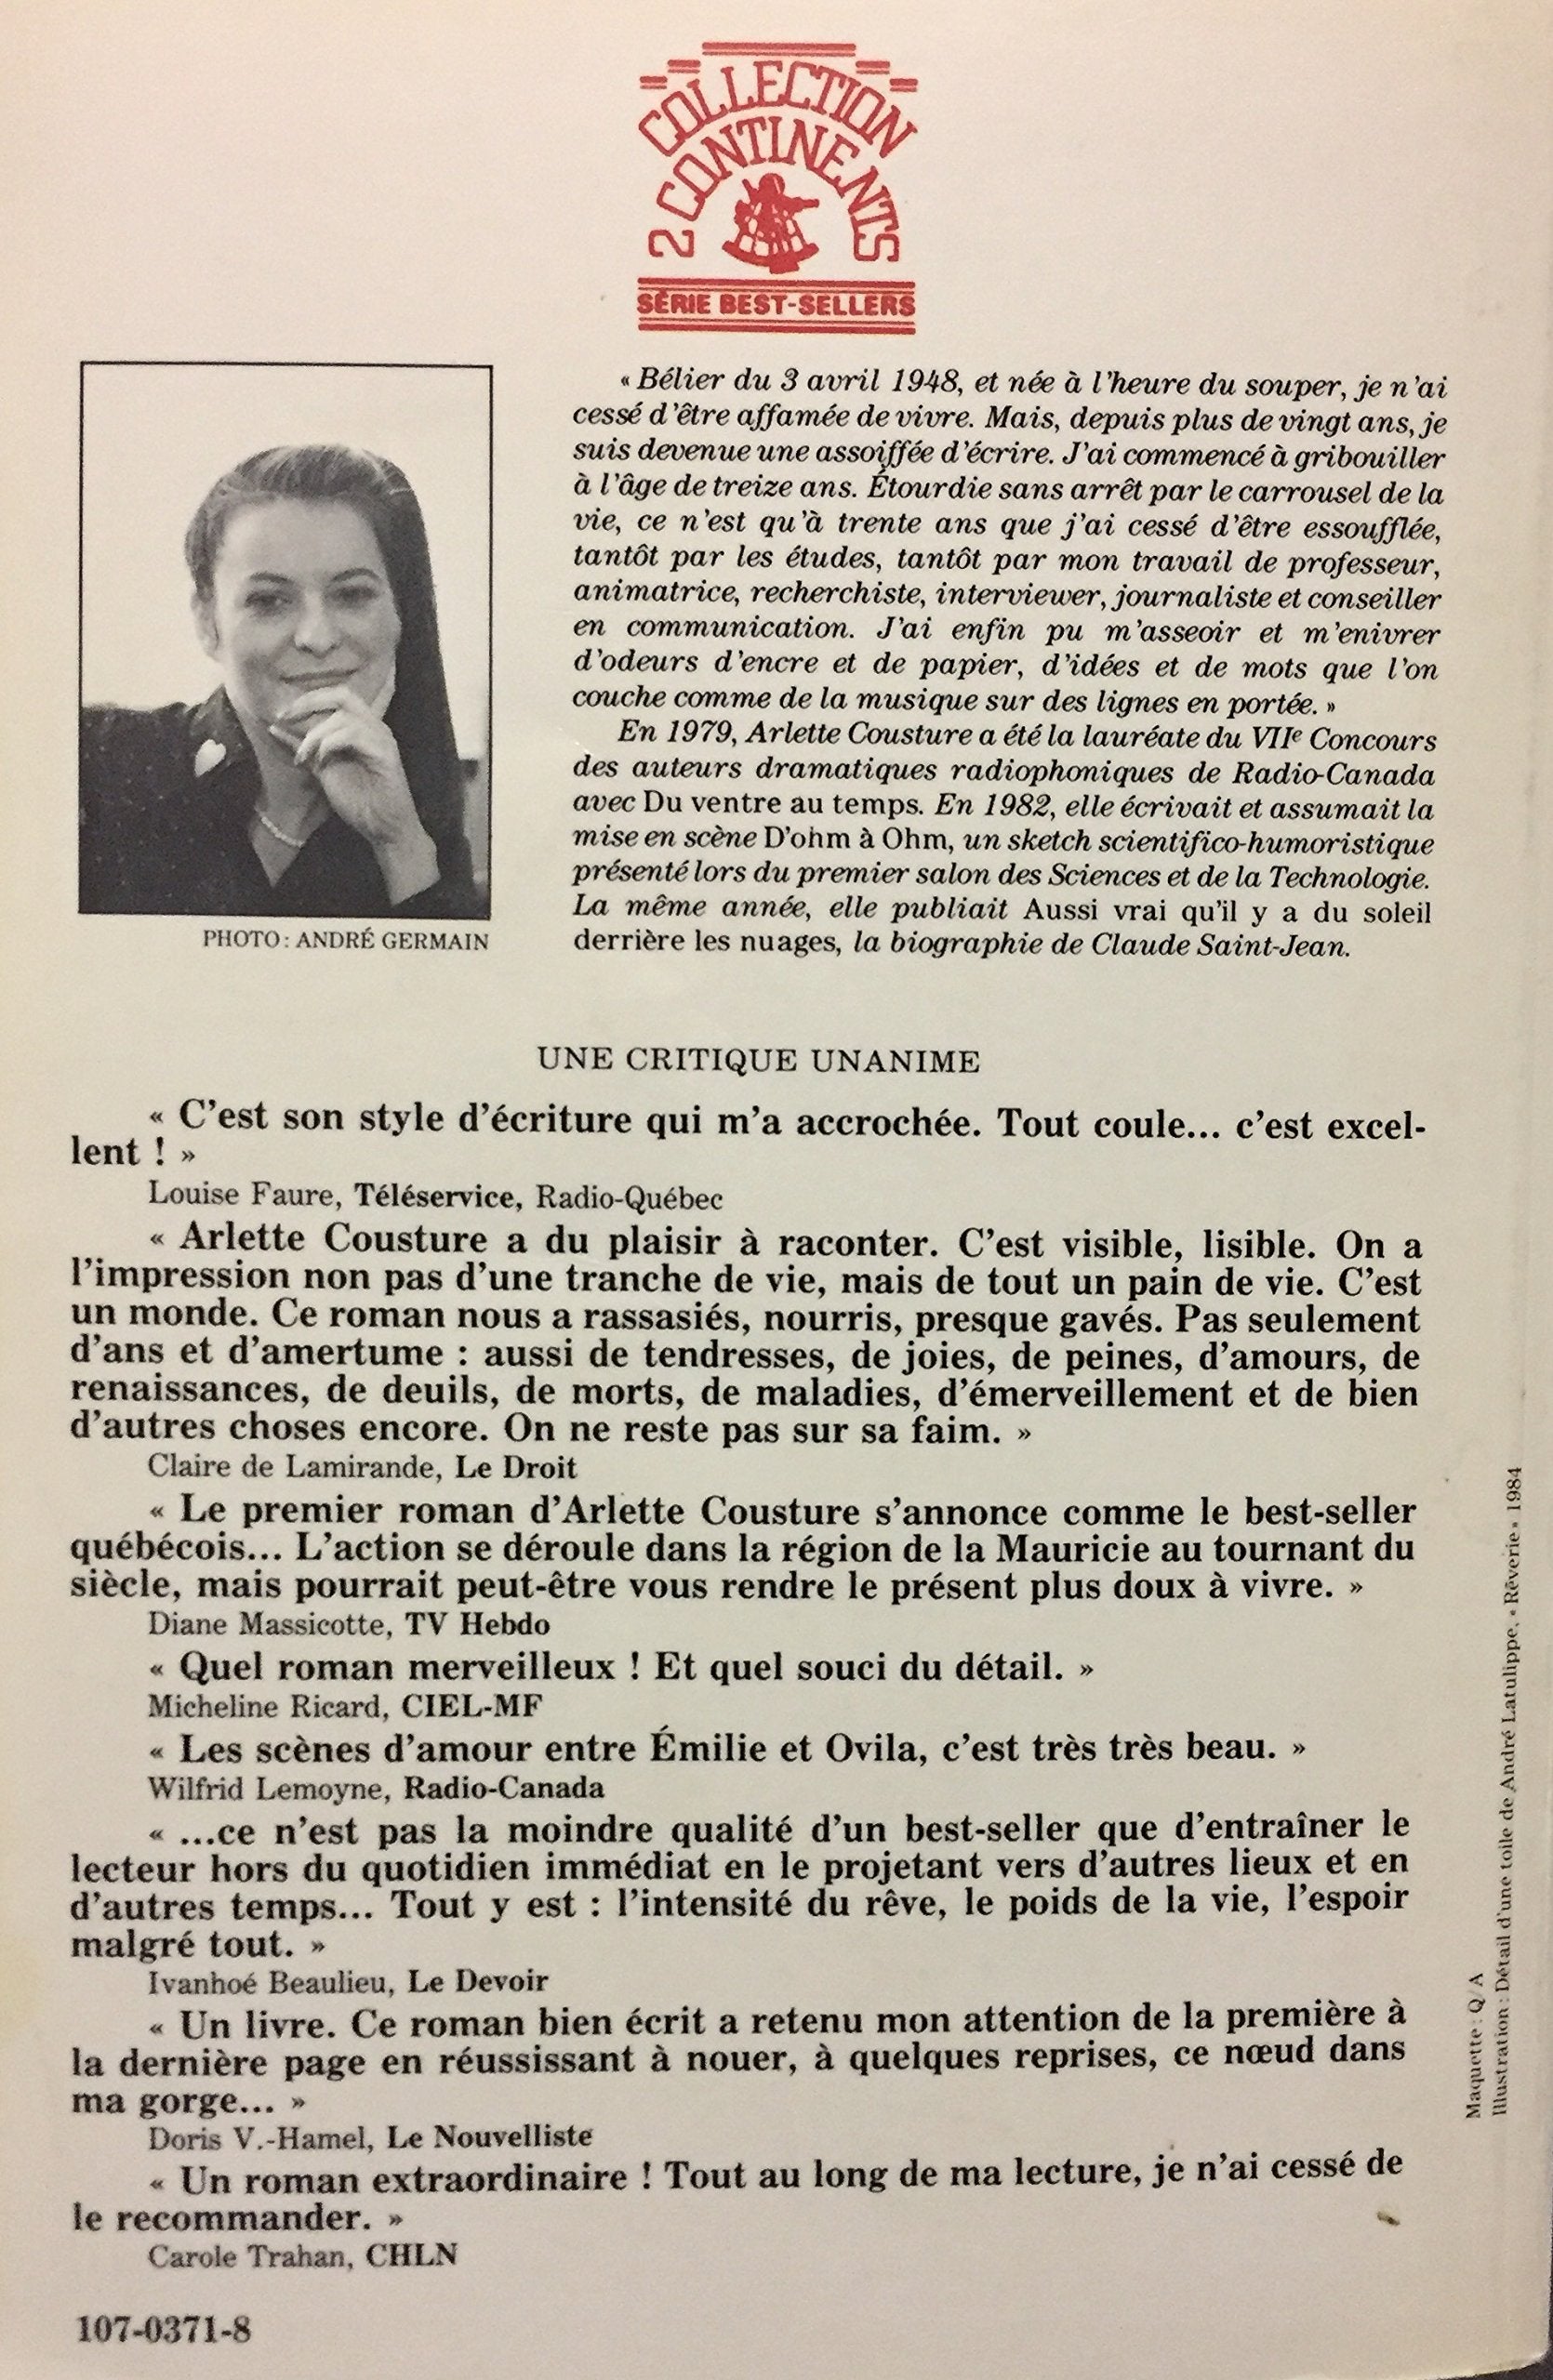 COLLECTION
2 CONTINENTS
SÉRIE BEST-SELLERS
« Bélier du 3 avril 1948, et née à l'heure du souper, je n'ai
cessé d'être affamée de vivre. Mais, depuis plus de vingt ans, je
suis devenue une assoiffée d'écrire. J'ai commencé à gribouiller
à l'âge de treize ans. Étourdie sans arrêt par le carrousel de la
vie, ce n'est qu'à trente ans que j'ai cessé d'être essoufflée,
tantôt par les études, tantôt par mon travail de professeur,
animatrice, recherchiste, interviewer, journaliste et conseiller
en communication. J'ai enfin pu m'asseoir et m'enivrer
d'odeurs d'encre et de papier, d'idées et de mots que l'on
couche comme de la musique sur des lignes en portée. »
En 1979, Arlette Cousture a été la lauréate du VIIe Concours
des auteurs dramatiques radiophoniques de Radio-Canada
avec Du ventre au temps. En 1982, elle écrivait et assumait la
mise en scène D'ohm à Ohm, un sketch scientifico-humoristique
présenté lors du premier salon des Sciences et de la Technologie.
La même année, elle publiait Aussi vrai qu'il y a du soleil
derrière les nuages, la biographie de Claude Saint-Jean.
PHOTO : ANDRÉ GERMAIN
UNE CRITIQUE UNANIME
« C'est son style d'écriture qui m'a accrochée. Tout coule... c'est excel-
lent ! »
Louise Faure, Téléservice, Radio-Québec
« Arlette Cousture a du plaisir à raconter. C'est visible, lisible. On a
l'impression non pas d'une tranche de vie, mais de tout un pain de vie. C'est
un monde. Ce roman nous a rassasiés, nourris, presque gavés. Pas seulement
d'ans et d'amertume : aussi de tendresses, de joies, de peines, d'amours, de
renaissances, de deuils, de morts, de maladies, d'émerveillement et de bien
d'autres choses encore. On ne reste pas sur sa faim. »
Claire de Lamirande, Le Droit
« Le premier roman d'Arlette Cousture s'annonce comme le best-seller
québécois... L'action se déroule dans la région de la Mauricie au tournant du
siècle, mais pourrait peut-être vous rendre le présent plus doux à vivre. »
Diane Massicotte, TV Hebdo
« Quel roman merveilleux ! Et quel souci du détail. »
Micheline Ricard, CIEL-MF
« Les scènes d'amour entre Émilie et Ovila, c'est très très beau. »
Wilfrid Lemoyne, Radio-Canada
« ...ce n'est pas la moindre qualité d'un best-seller que d'entraîner le
lecteur hors du quotidien immédiat en le projetant vers d'autres lieux et en
d'autres temps... Tout y est : l'intensité du rêve, le poids de la vie, l'espoir
malgré tout. »
Ivanhoé Beaulieu, Le Devoir
« Un livre. Ce roman bien écrit a retenu mon attention de la première à
la dernière page en réussissant à nouer, à quelques reprises, ce nœud dans
ma gorge... »
Doris V.-Hamel, Le Nouvelliste
« Un roman extraordinaire ! Tout au long de ma lecture, je n'ai cessé de
le recommander. »
Carole Trahan, CHLN
107-0371-8
Maquette : Q/A
Illustration : Détail d'une toile de André Latulippe, « Rêverie » 1984